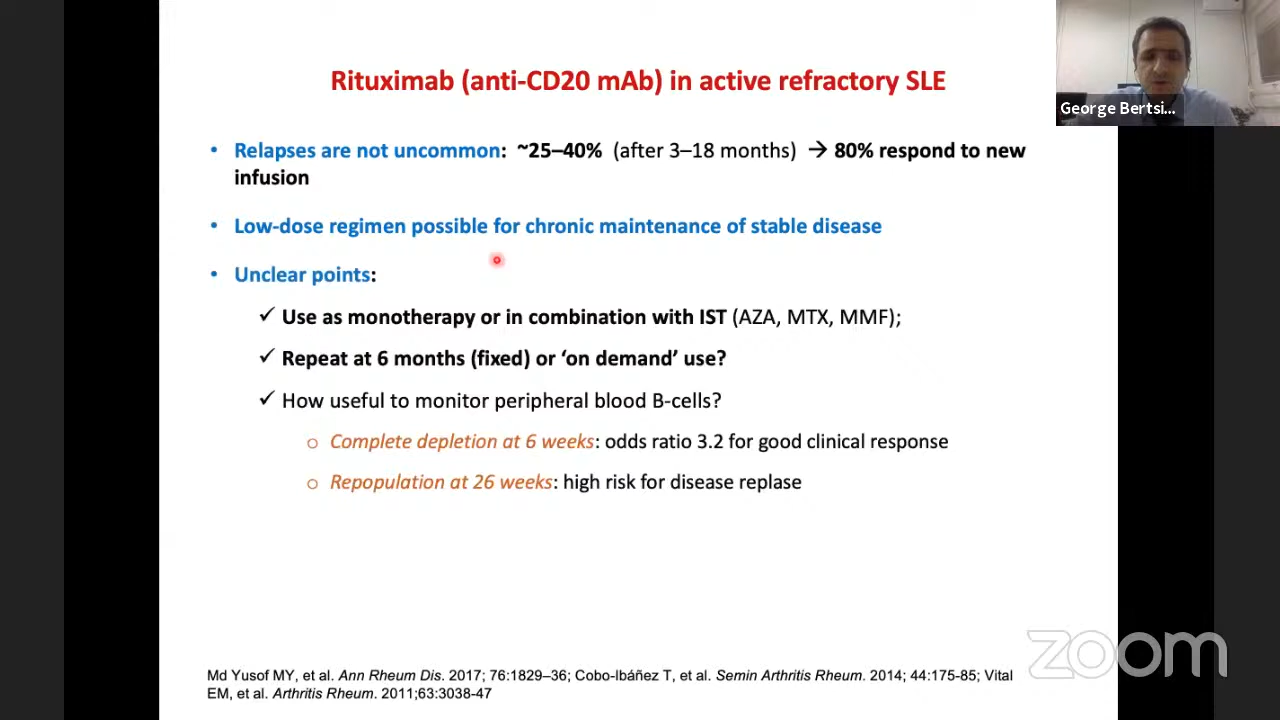 Rituximab (anti-CD20 mAb) in active refractory SLE
George Bertsi...
• Relapses are not uncommon: ~25–40% (after 3–18 months) → 80% respond to new
infusion
• Low-dose regimen possible for chronic maintenance of stable disease
• Unclear points:
✓ Use as monotherapy or in combination with IST (AZA, MTX, MMF);
✓ Repeat at 6 months (fixed) or ‘on demand’ use?
✓ How useful to monitor peripheral blood B-cells?
o Complete depletion at 6 weeks: odds ratio 3.2 for good clinical response
o Repopulation at 26 weeks: high risk for disease replase
zoom
Md Yusof MY, et al. Ann Rheum Dis. 2017; 76:1829–36; Cobo-Ibáñez T, et al. Semin Arthritis Rheum. 2014; 44:175-85; Vital
EM, et al. Arthritis Rheum. 2011;63:3038-47